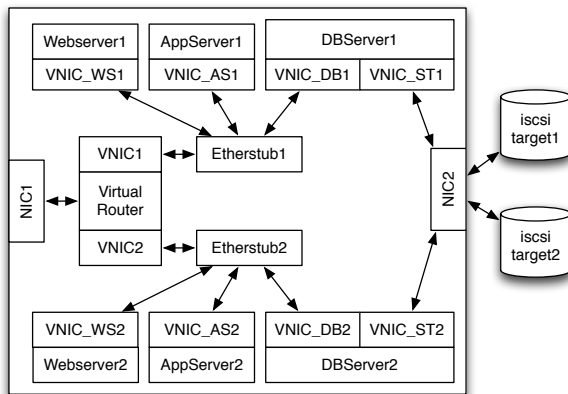 Webserver1
AppServer1
DBServer1
VNIC_WS1
VNIC_AS1
VNIC_DB1
VNIC_ST1
iscsi
target1
VNIC1
Etherstub1
NIC1
Virtual
Router
NIC2
VNIC2
Etherstub2
iscsi
target2
VNIC_WS2
VNIC_AS2
VNIC_DB2
VNIC_ST2
Webserver2
AppServer2
DBServer2